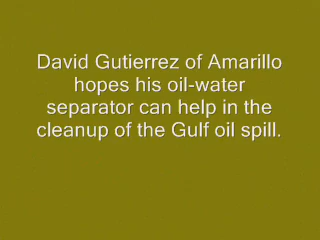 David Gutierrez of Amarillo
hopes his oil-water
separator can help in the
cleanup of the Gulf oil spill.